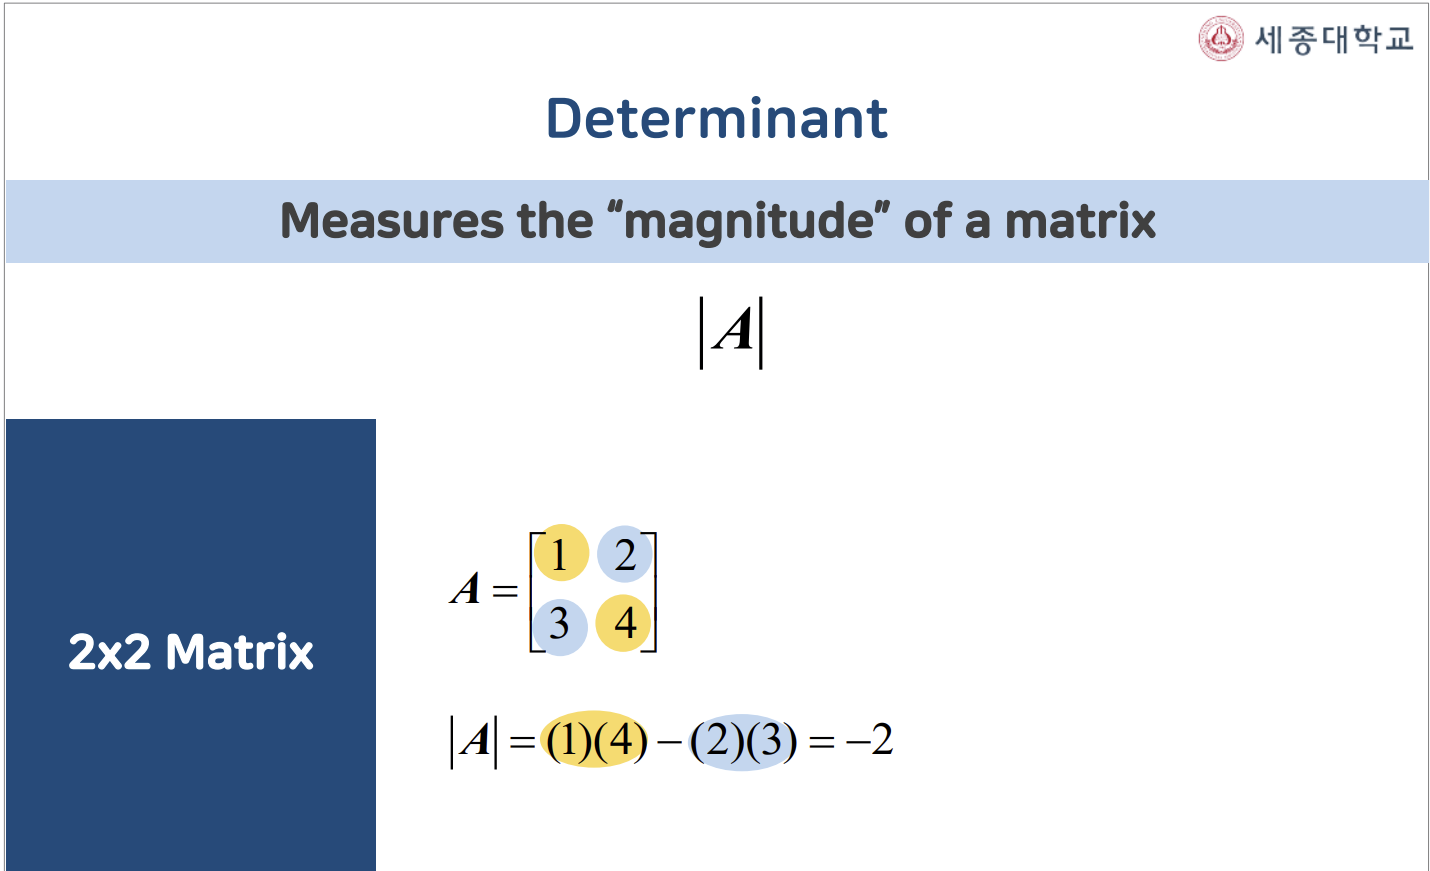 세종대학교
Determinant
Measures the “magnitude” of a matrix
|A|
2x2 Matrix
A = [1 2
3 4]
|A| = (1)(4) − (2)(3) = −2